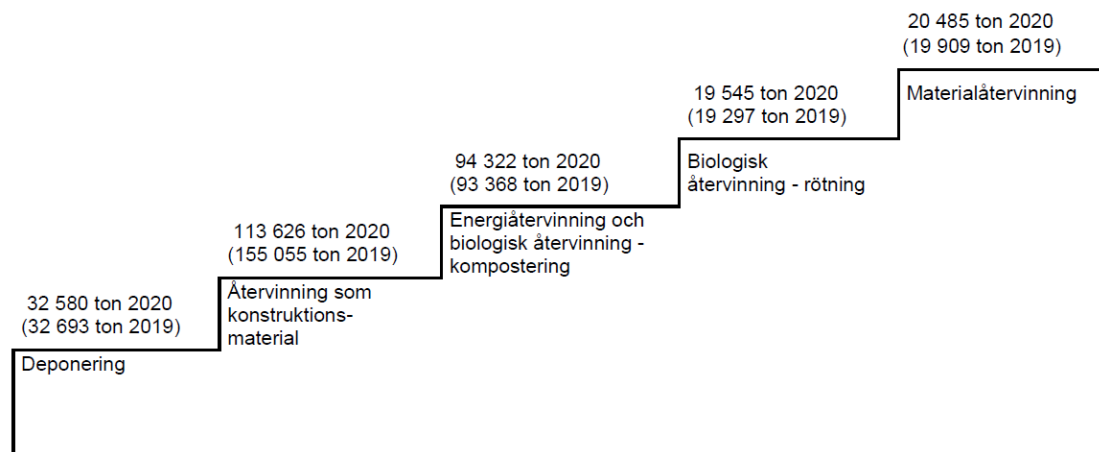 20 485 ton 2020
(19 909 ton 2019)
Materialåtervinning
19 545 ton 2020
(19 297 ton 2019)
Biologisk
återvinning - rötning
94 322 ton 2020
(93 368 ton 2019)
Energiåtervinning och
biologisk återvinning -
kompostering
113 626 ton 2020
(155 055 ton 2019)
Återvinning som
konstruktions-
material
32 580 ton 2020
(32 693 ton 2019)
Deponering